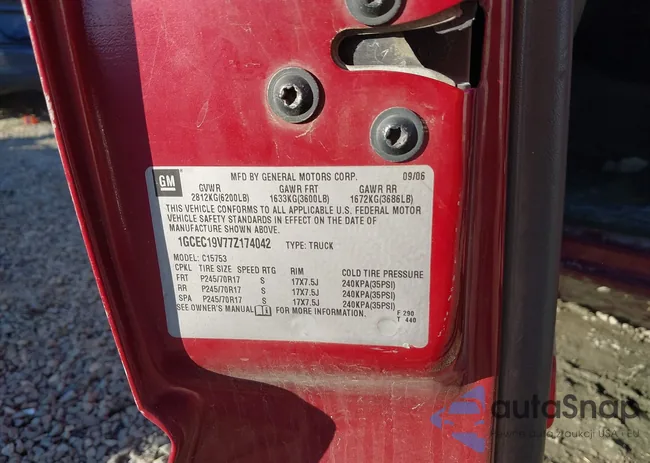 GM
MFD BY GENERAL MOTORS CORP. 09/06
GVWR GAWR FRT GAWR RR
2812KG(6200LB) 1633KG(3600LB) 1672KG(3686LB)
THIS VEHICLE CONFORMS TO ALL APPLICABLE U.S. FEDERAL MOTOR
VEHICLE SAFETY STANDARDS IN EFFECT ON THE DATE OF
MANUFACTURE SHOWN ABOVE.
1GCEC19V77Z174042 TYPE: TRUCK
MODEL: C15753
CPKL TIRE SIZE SPEED RTG RIM COLD TIRE PRESSURE
FRT P245/70R17 S 17X7.5J 240KPA(35PSI)
RR P245/70R17 S 17X7.5J 240KPA(35PSI)
SPA P245/70R17 S 17X7.5J 240KPA(35PSI)
SEE OWNER'S MANUAL FOR MORE INFORMATION. F 290
T 440
autoSnap
auto z aukcji USA - EU